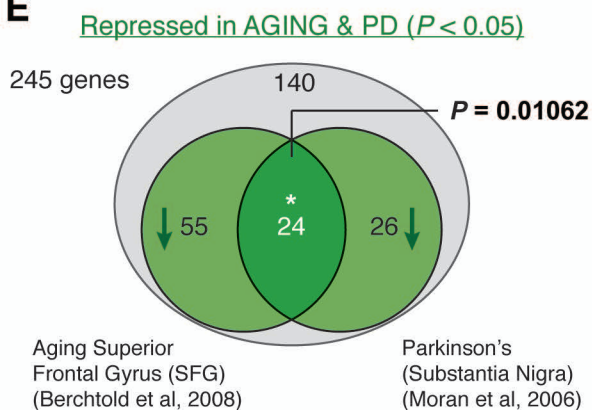 E
Repressed in AGING & PD (P < 0.05)
245 genes
140
P = 0.01062
*
55
24
26
Aging Superior
Frontal Gyrus (SFG)
(Berchtold et al, 2008)
Parkinson's
(Substantia Nigra)
(Moran et al, 2006)